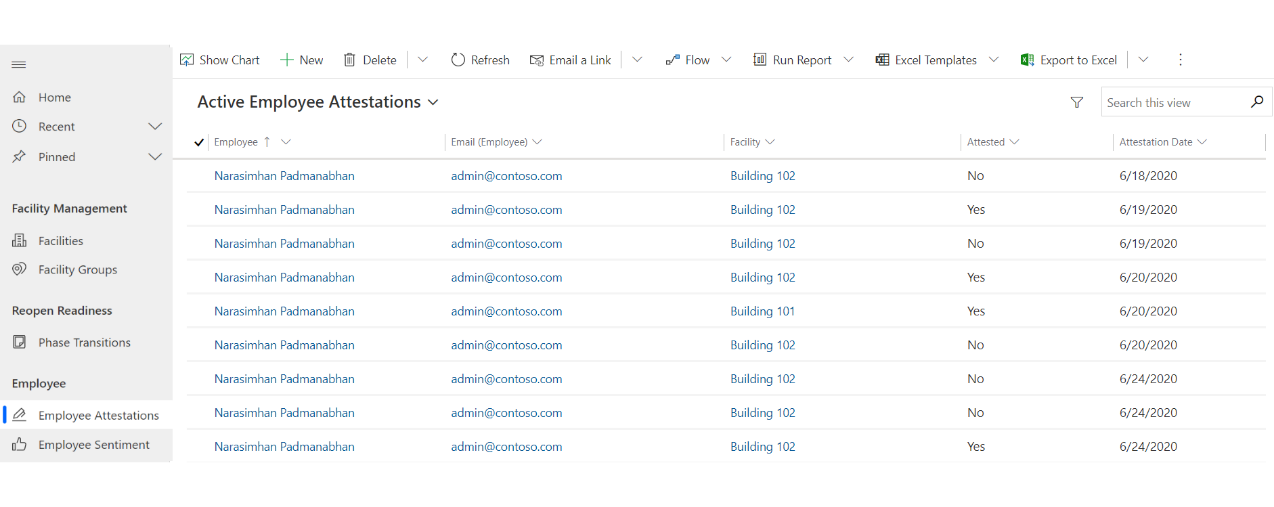 Show Chart New Delete Refresh Email a Link Flow Run Report Excel Templates Export to Excel
Home
Recent
Pinned
Facility Management
Facilities
Facility Groups
Reopen Readiness
Phase Transitions
Employee
Employee Attestations
Employee Sentiment
Active Employee Attestations
Search this view
Employee Email (Employee) Facility Attested Attestation Date
Narasimhan Padmanabhan admin@contoso.com Building 102 No 6/18/2020
Narasimhan Padmanabhan admin@contoso.com Building 102 Yes 6/19/2020
Narasimhan Padmanabhan admin@contoso.com Building 102 No 6/19/2020
Narasimhan Padmanabhan admin@contoso.com Building 102 Yes 6/20/2020
Narasimhan Padmanabhan admin@contoso.com Building 101 Yes 6/20/2020
Narasimhan Padmanabhan admin@contoso.com Building 102 No 6/20/2020
Narasimhan Padmanabhan admin@contoso.com Building 102 No 6/24/2020
Narasimhan Padmanabhan admin@contoso.com Building 102 No 6/24/2020
Narasimhan Padmanabhan admin@contoso.com Building 102 Yes 6/24/2020